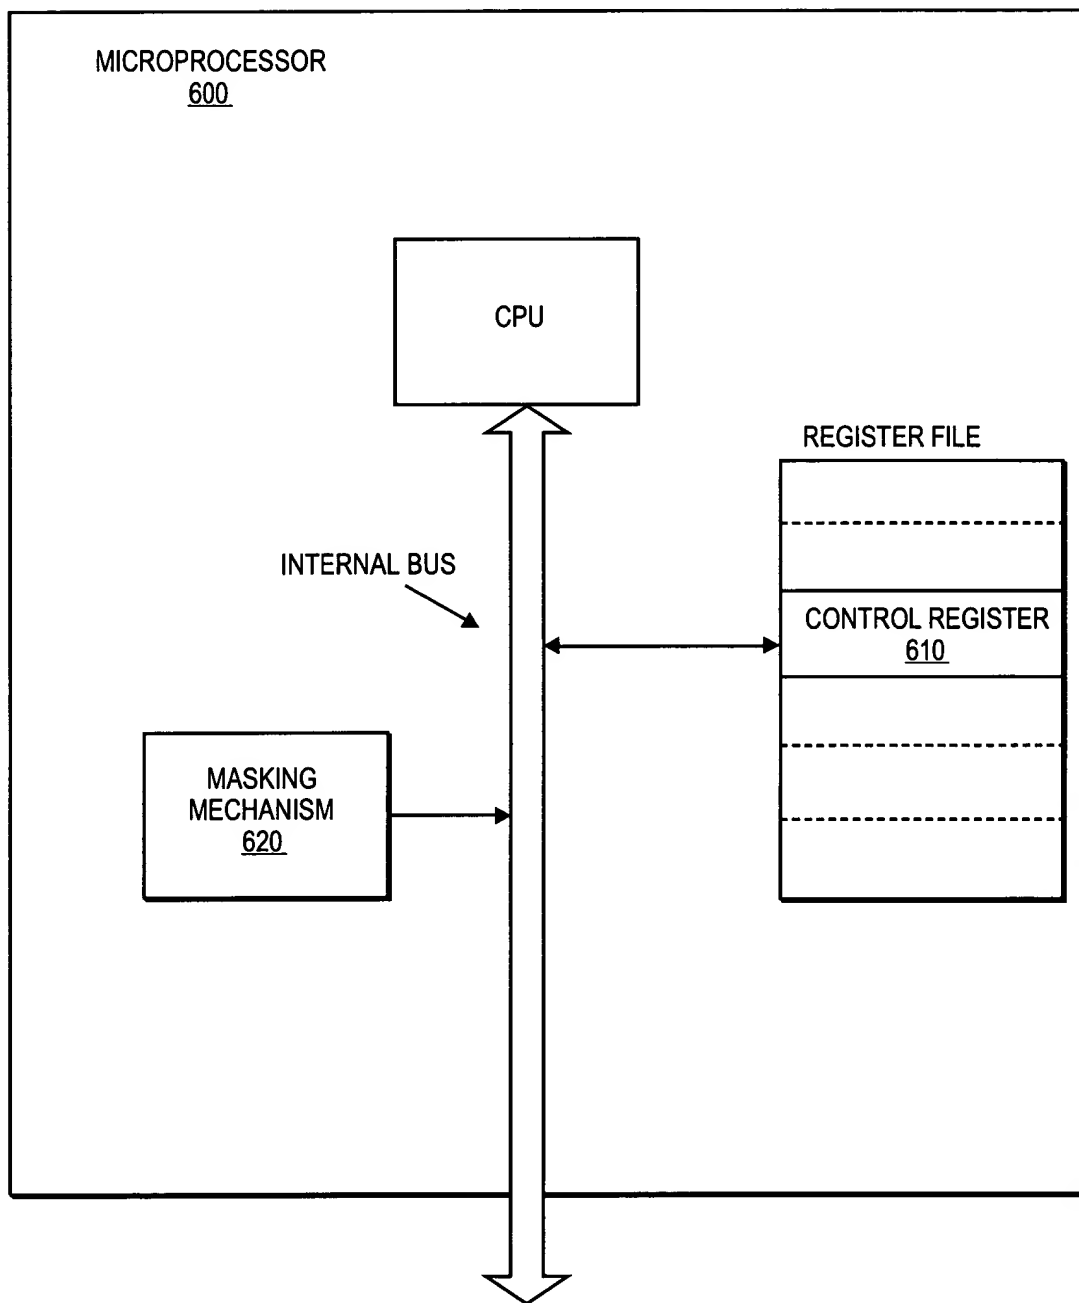 MICROPROCESSOR
600
CPU
REGISTER FILE
INTERNAL BUS
CONTROL REGISTER
610
MASKING
MECHANISM
620